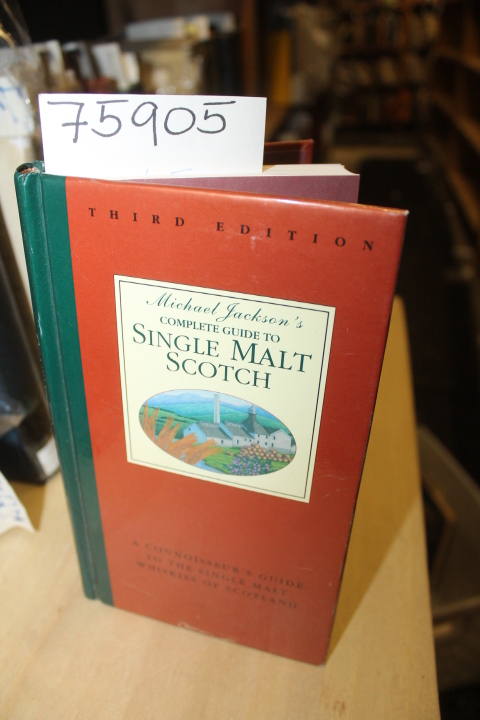 75905
THIRD EDITION
Michael Jackson's
COMPLETE GUIDE TO
SINGLE MALT
SCOTCH
A CONNOISSEUR'S GUIDE
TO THE SINGLE MALT
WHISKIES OF SCOTLAND